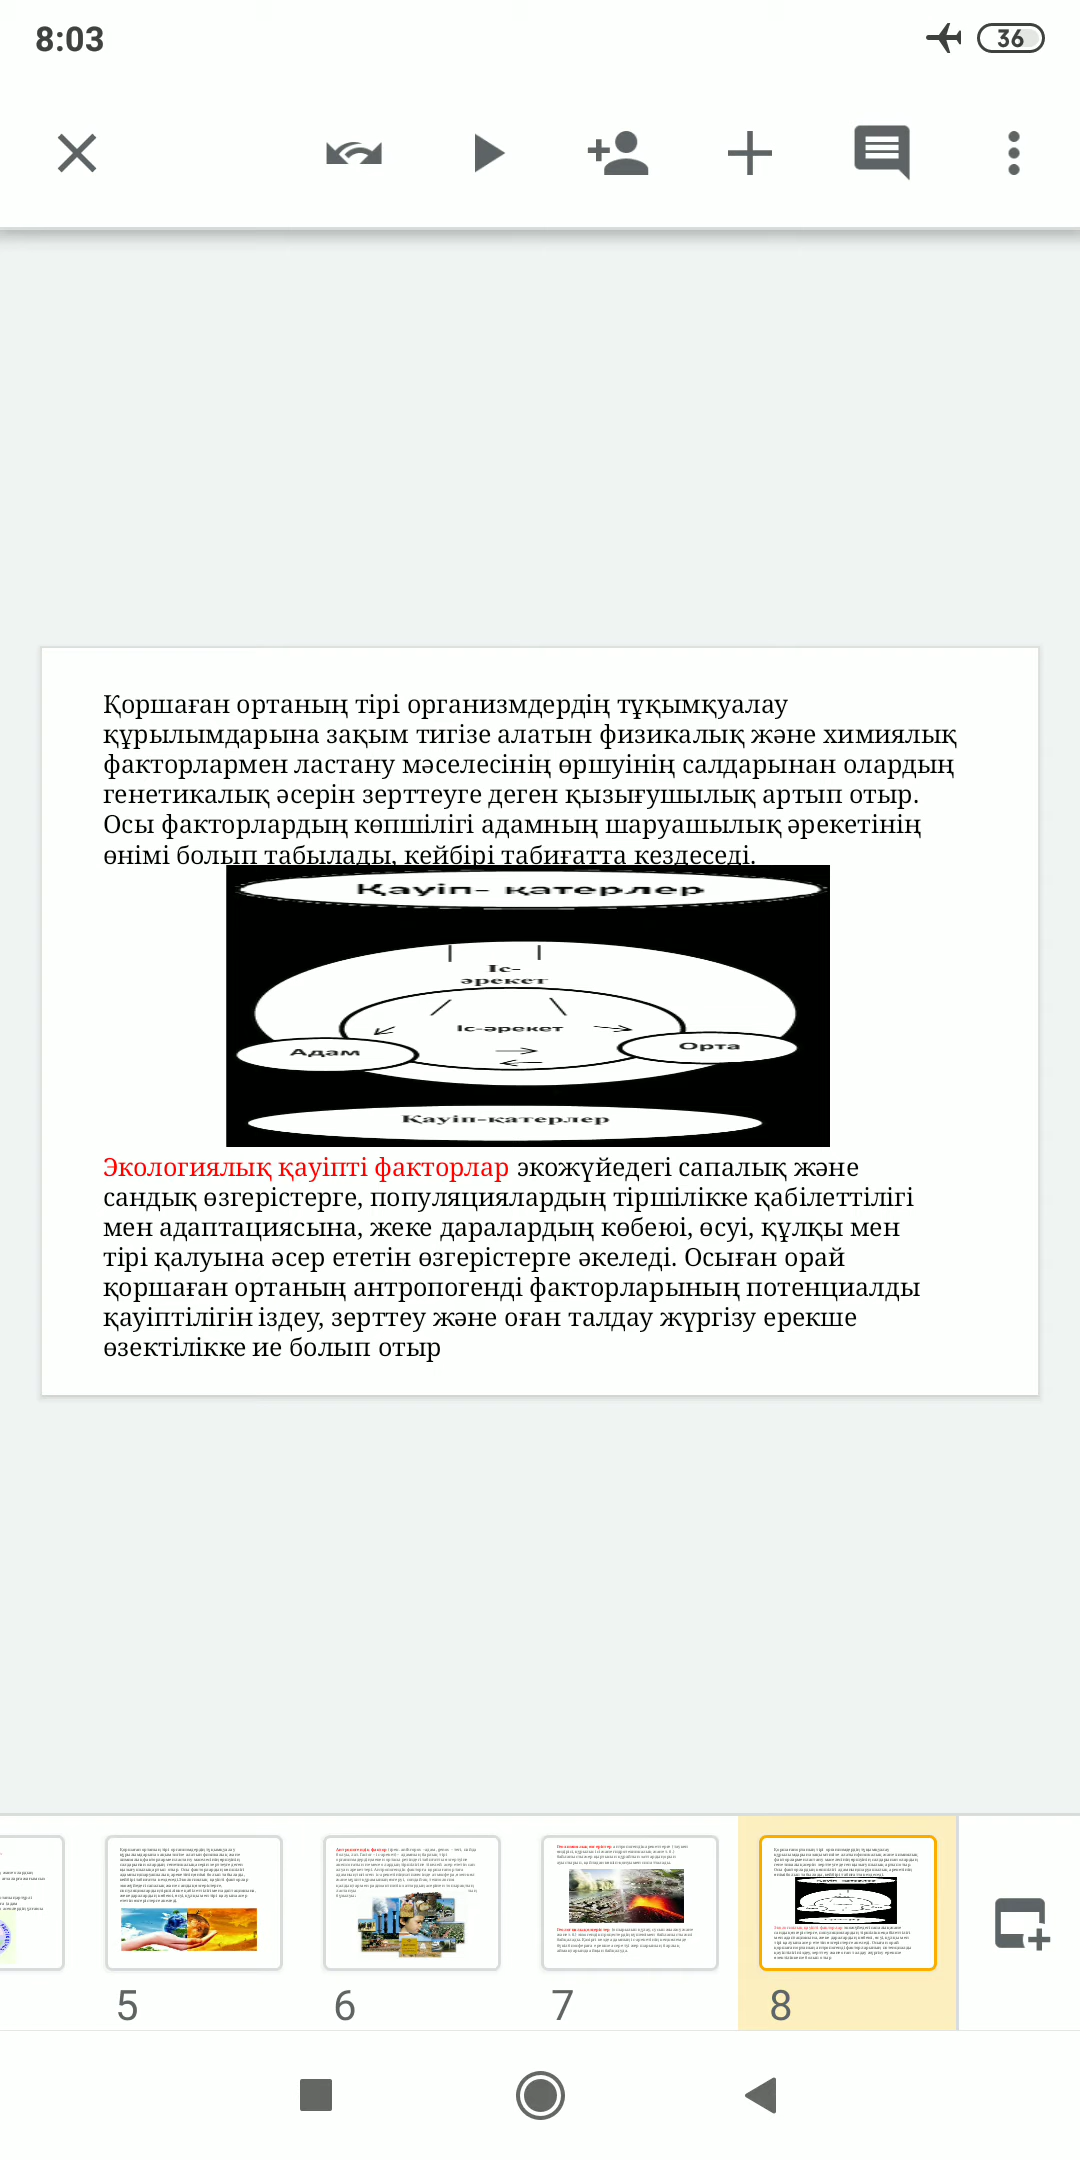 8:03
36
Қоршаған ортаның тірі организмдердің тұқымқуалау
құрылымдарына зақым тигізе алатын физикалық және химиялық
факторлармен ластану мәселесінің өршуінің салдарынан олардың
генетикалық әсерін зерттеуге деген қызығушылық артып отыр.
Осы факторлардың көпшілігі адамның шаруашылық әрекетінің
өнімі болып табылады, кейбірі табиғатта кездеседі.
Қауіп- қатерлер
Іс-
әрекет
Іс-әрекет
Адам
Орта
Қауіп-қатерлер
Экологиялық қауіпті факторлар экожүйедегі сапалық және
сандық өзгерістерге, популяциялардың тіршілікке қабілеттілігі
мен адаптациясына, жеке даралардың көбеюі, өсуі, құлқы мен
тірі қалуына әсер ететін өзгерістерге әкеледі. Осыған орай
қоршаған ортаның антропогенді факторларының потенциалды
қауіптілігін іздеу, зерттеу және оған талдау жүргізу ерекше
өзектілікке ие болып отыр
5
6
7
8